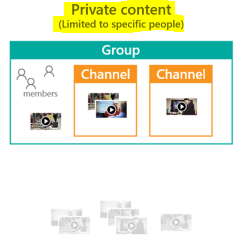 Private content
(Limited to specific people)
Group
Channel
Channel
members